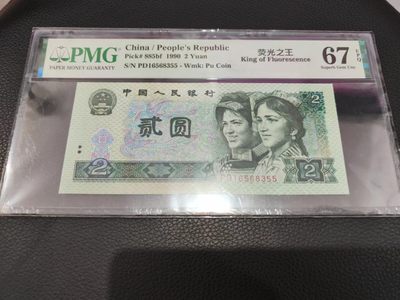 PMG
PAPER MONEY GUARANTY
China / People's Republic
Pick# 885bf 1990 2 Yuan
S/N PD16568355 - Wmk: Pu Coin
荧光之王
King of Fluorescence
67 EPQ
Superb Gem Unc
中国人民银行
2
贰圆
2
2
PD16568355